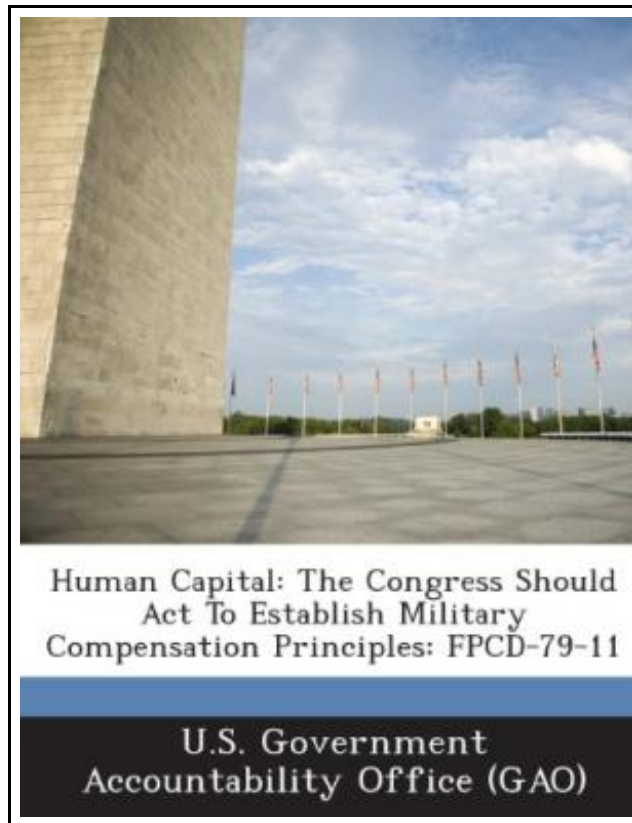 Human Capital: The Congress Should
Act To Establish Military
Compensation Principles: FPCD-79-11
U.S. Government
Accountability Office (GAO)